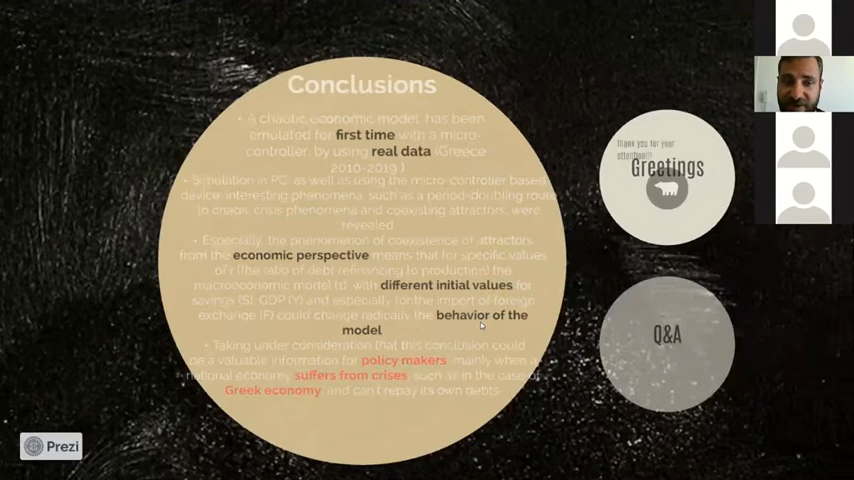 Conclusions
• A chaotic economic model, has been
emulated for first time with a micro-
controller, by using real data (Greece
2010-2019 )
• Simulation in PC, as well as using the micro-controller based
device, interesting phenomena, such as a period-doubling route
to chaos, crisis phenomena and coexisting attractors, were
revealed
• Especially, the phenomenon of coexistence of attractors
from the economic perspective means that for specific values
of r (the ratio of debt refinancing to production) the
macroeconomic model with different initial values for
savings (S), GDP (Y) and especially for the import of foreign
exchange (F) could change radically the behavior of the
model
• Taking under consideration that this conclusion could
be a valuable information for policy makers, mainly when a
national economy suffers from crises, such as in the case of
Greek economy, and can't repay its own debts
thank you for your
attention!!!
Greetings
Q&A
Prezi